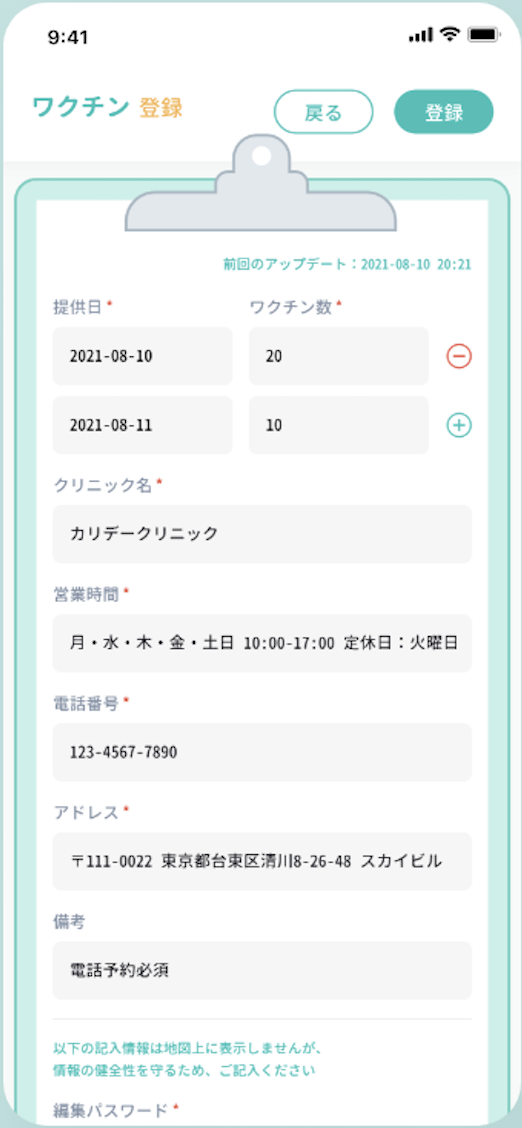 9:41
ワクチン 登録
戻る
登録
前回のアップデート：2021-08-10 20:21
提供日 * ワクチン数 *
2021-08-10 20
2021-08-11 10
クリニック名 *
カリデークリニック
営業時間 *
月・水・木・金・土日 10:00-17:00 定休日：火曜日
電話番号 *
123-4567-7890
アドレス *
〒111-0022 東京都台東区清川8-26-48 スカイビル
備考
電話予約必須
以下の記入情報は地図上に表示しませんが、
情報の健全性を守るため、ご記入ください
編集パスワード *